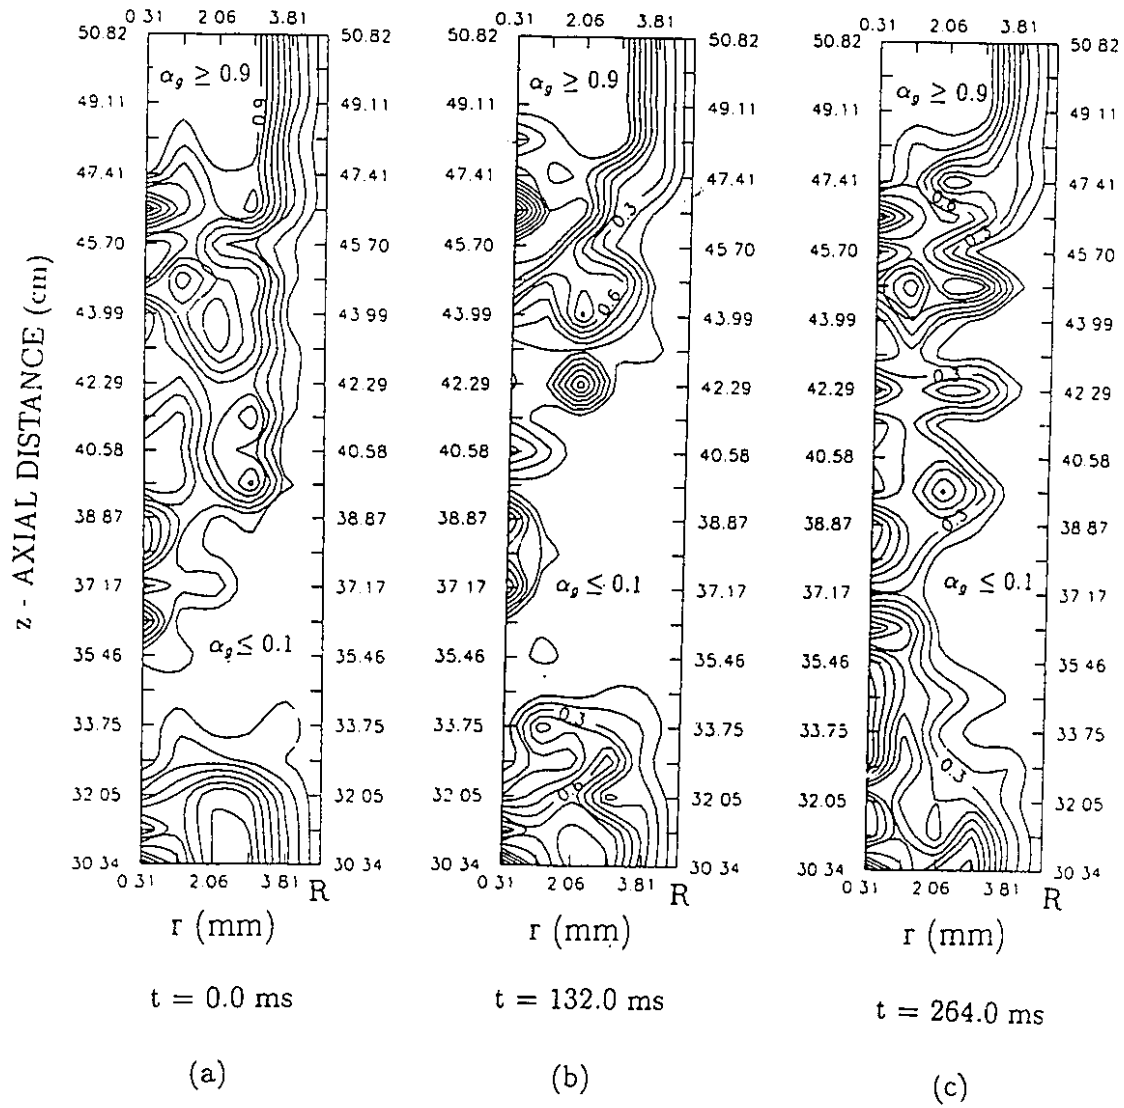 0.31 2.06 3.81
0.31 2.06 3.81
0.31 2.06 3.81
50.82 50.82 50.82 50.82 50.82 50.82
α_g ≥ 0.9 α_g ≥ 0.9 α_g ≥ 0.9
0.9
49.11 49.11 49.11 49.11 49.11 49.11
47.41 47.41 47.41 47.41 47.41 47.41
0.3 0.3
45.70 45 70 45.70 45 70 45.70 45.70
0.6
43.99 43 99 43.99 43.99 43.99 43.99
0.3
42.29 42 29 42.29 42.29 42.29 42 29
40.58 40.58 40.58 40.58 40.58 40.58
38 87 38.87 38.87 38.87 38.87 38 87
0.3
37.17 37.17 37.17 37.17 37.17 37 17
α_g ≤ 0.1 α_g ≤ 0.1
α_g ≤ 0.1
35 46 35.46 35.46 35.46 35.46 35 46
33.75 33.75 33.75 33.75 33.75 33 75
0.3 0.3
32 05 32 05 32 05 32.05 32.05 32 05
30 34 30 34 30.34 30 34 30 34 30 34
0 31 2.06 3.81 R
0.31 2.06 3.81 R
0 31 2 06 3 81 R
z - AXIAL DISTANCE (cm)
r (mm) r (mm) r (mm)
t = 0.0 ms t = 132.0 ms t = 264.0 ms
(a) (b) (c)